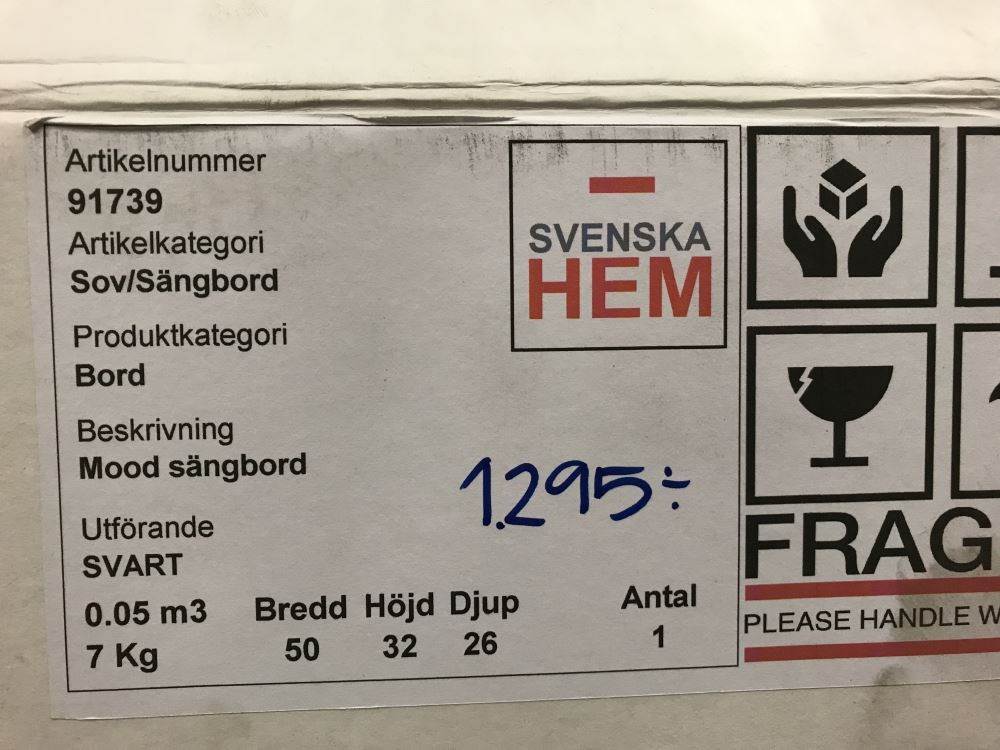 Artikelnummer
91739
Artikelkategori
Sov/Sängbord
Produktkategori
Bord
Beskrivning
Mood sängbord
Utförande
SVART
0.05 m3
7 Kg
Bredd Höjd Djup
50 32 26
Antal
1
SVENSKA
HEM
1.295:-
FRAG
PLEASE HANDLE W